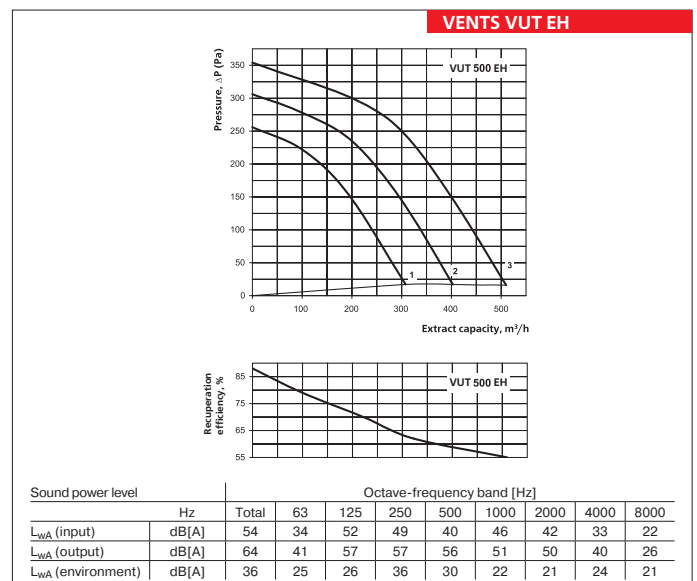 VENTS VUT EH
Pressure, ΔP (Pa)
VUT 500 EH
350
300
250
200
150
100
50
0
1
2
3
0 100 200 300 400 500
Extract capacity, m³/h
Recuperation
efficiency, %
VUT 500 EH
85
75
65
55
Sound power level Octave-frequency band [Hz]
Hz Total 63 125 250 500 1000 2000 4000 8000
LwA (input) dB[A] 54 34 52 49 40 46 42 33 22
LwA (output) dB[A] 64 41 57 57 56 51 50 40 26
LwA (environment) dB[A] 36 25 26 36 30 22 21 24 21